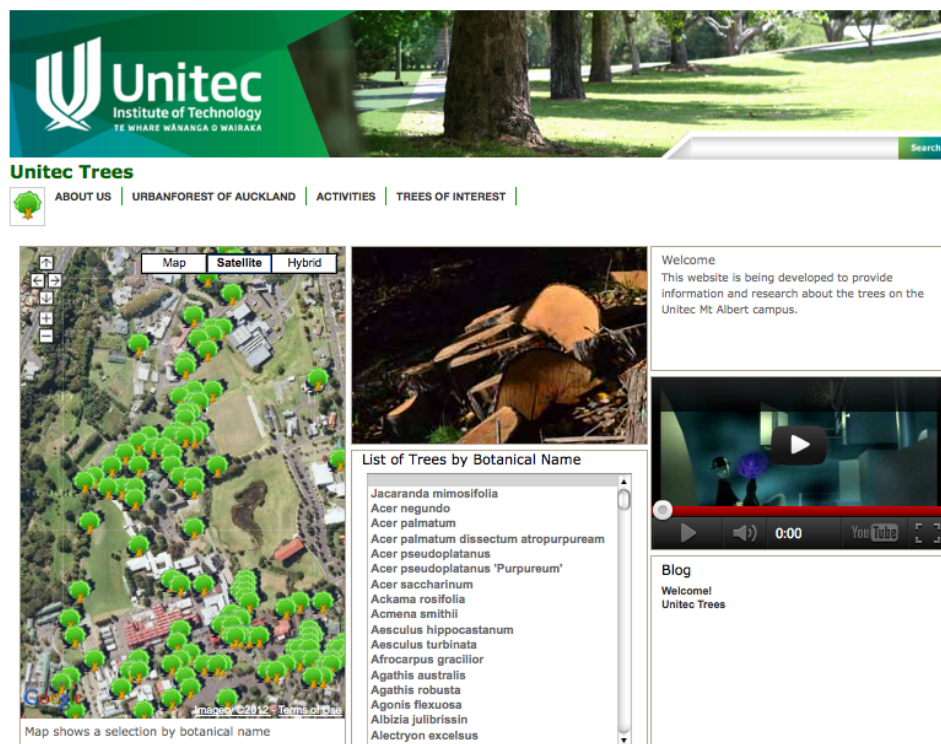 Unitec
Institute of Technology
TE WHARE WĀNANGA O WAIRAKA
Search
Unitec Trees
ABOUT US
URBANFOREST OF AUCKLAND
ACTIVITIES
TREES OF INTEREST
Map
Satellite
Hybrid
Google
Imagery ©2012 - Terms of Use
Map shows a selection by botanical name
List of Trees by Botanical Name
Jacaranda mimosifolia
Acer negundo
Acer palmatum
Acer palmatum dissectum atropurpuream
Acer pseudoplatanus
Acer pseudoplatanus 'Purpureum'
Acer saccharinum
Ackama rosifolia
Acmena smithii
Aesculus hippocastanum
Aesculus turbinata
Afrocarpus gracilior
Agathis australis
Agathis robusta
Agonis flexuosa
Albizia julibrissin
Alectryon excelsus
Welcome
This website is being developed to provide
information and research about the trees on the
Unitec Mt Albert campus.
0:00
YouTube
Blog
Welcome!
Unitec Trees